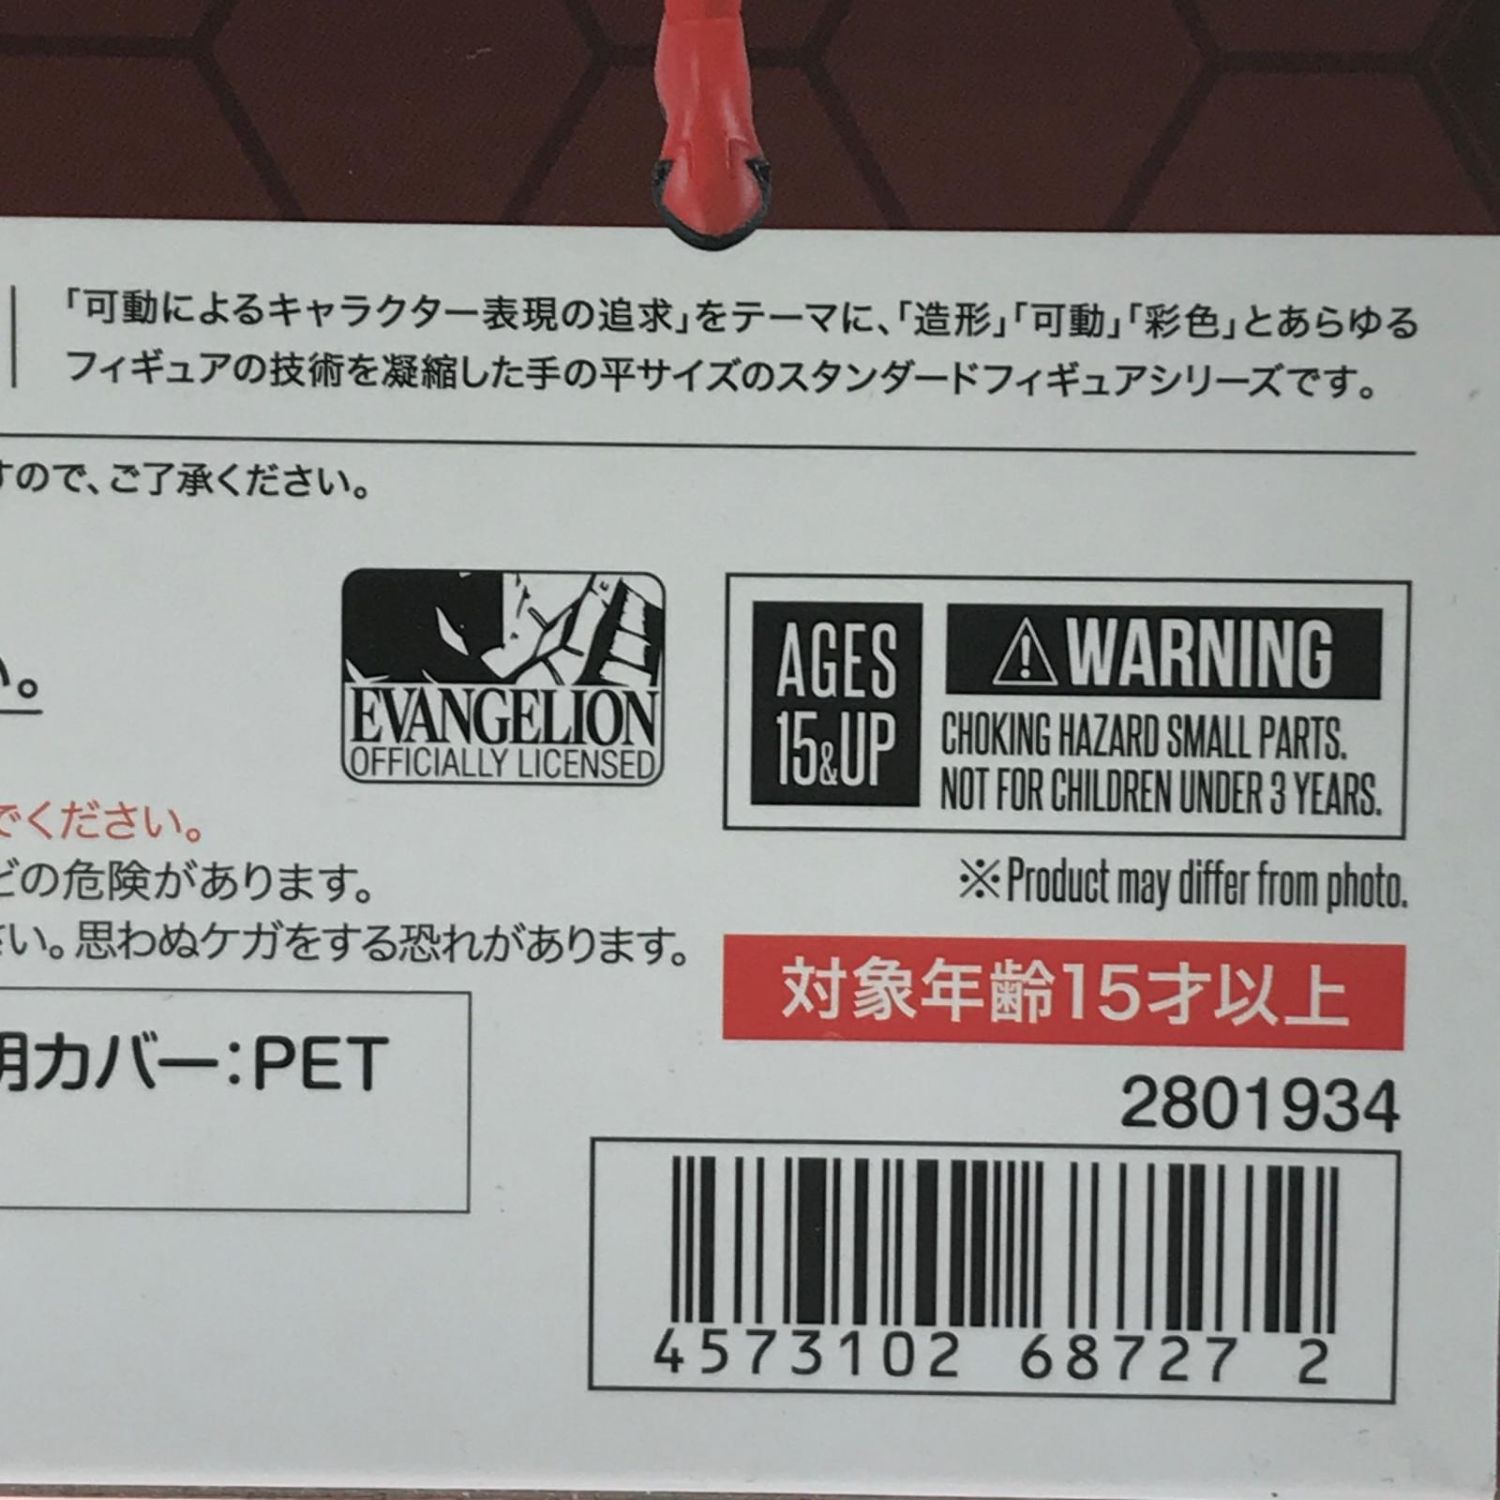 「可動によるキャラクター表現の追求」をテーマに、「造形」「可動」「彩色」とあらゆる
フィギュアの技術を凝縮した手の平サイズのスタンダードフィギュアシリーズです。
すので、ご了承ください。
い。
EVANGELION
OFFICIALLY LICENSED
AGES
15&UP
⚠WARNING
CHOKING HAZARD SMALL PARTS.
NOT FOR CHILDREN UNDER 3 YEARS.
でください。
どの危険があります。
さい。思わぬケガをする恐れがあります。
※Product may differ from photo.
対象年齢15才以上
明カバー:PET
2801934
4573102 68727 2